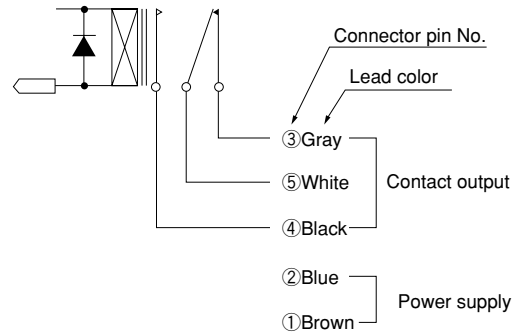 Connector pin No.
Lead color
③Gray
⑤White
Contact output
④Black
②Blue
Power supply
①Brown